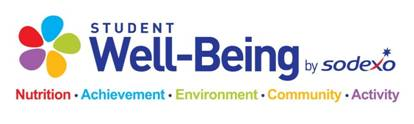 STUDENT
Well-Being by sodexo
Nutrition • Achievement • Environment • Community • Activity